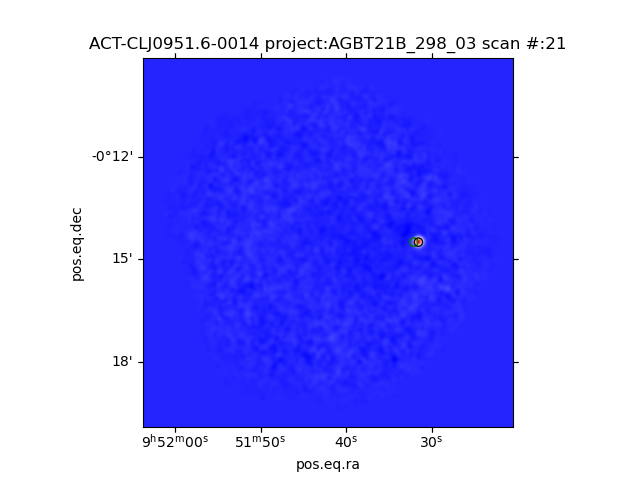 ACT-CLJ0951.6-0014 project:AGBT21B_298_03 scan #:21
pos.eq.dec
-0°12'
15'
18'
9ʰ52ᵐ00ˢ 51ᵐ50ˢ 40ˢ 30ˢ
pos.eq.ra